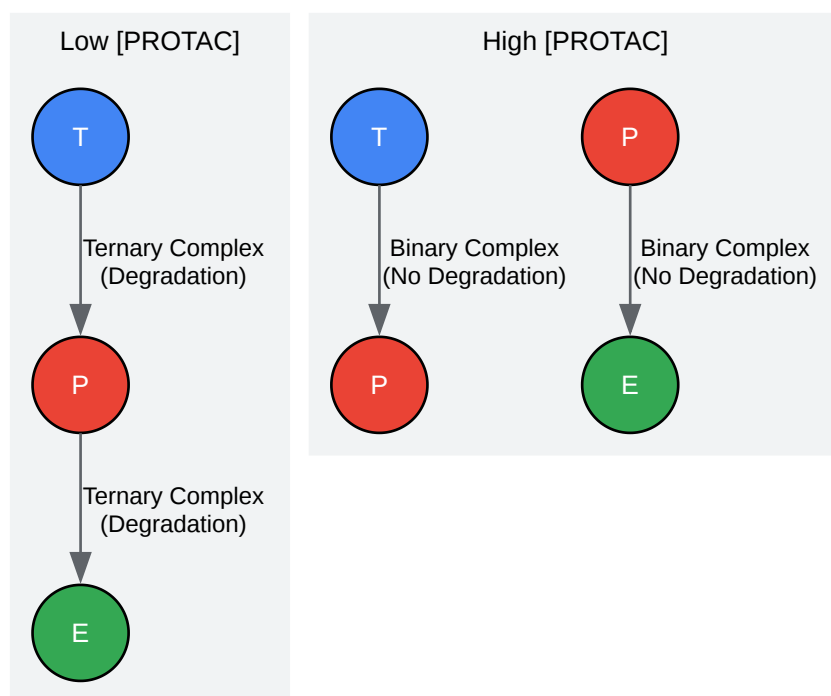 Low [PROTAC]
T
Ternary Complex
(Degradation)
P
Ternary Complex
(Degradation)
E
High [PROTAC]
T
Binary Complex
(No Degradation)
P
P
Binary Complex
(No Degradation)
E